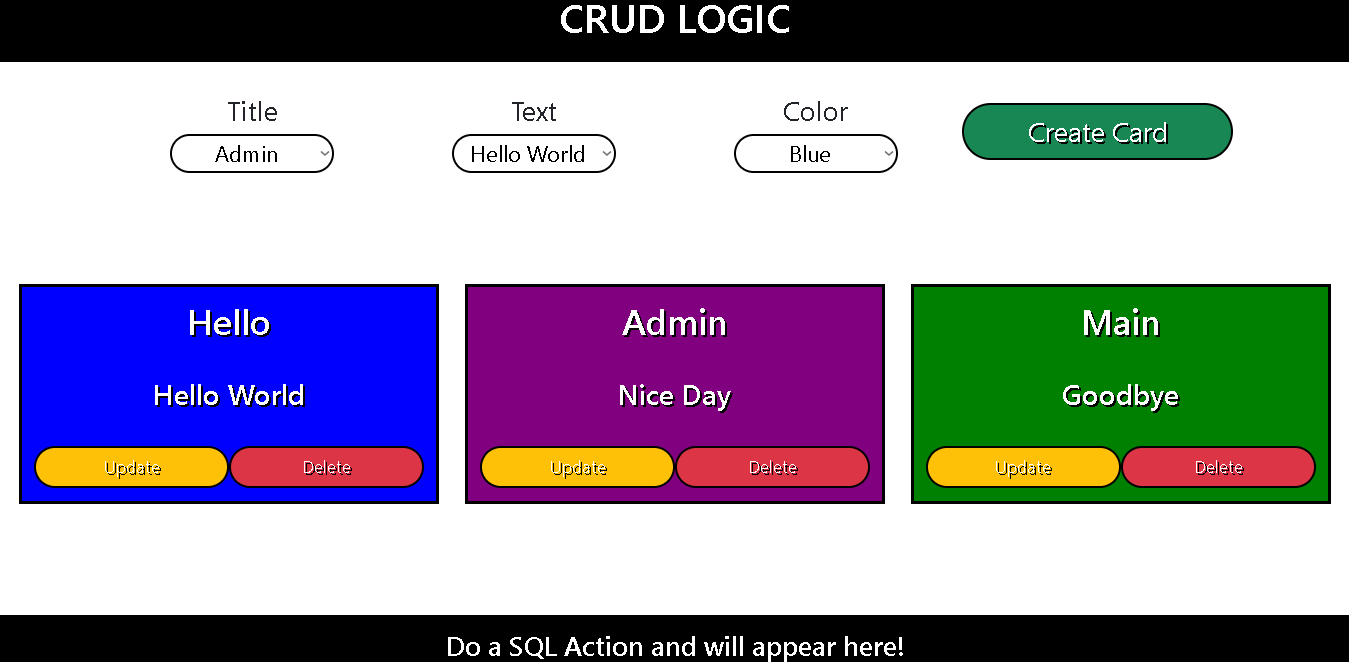 CRUD LOGIC
Title
Text
Color
Create Card
Admin
Hello World
Blue
Hello
Hello World
Update
Delete
Admin
Nice Day
Update
Delete
Main
Goodbye
Update
Delete
Do a SQL Action and will appear here!